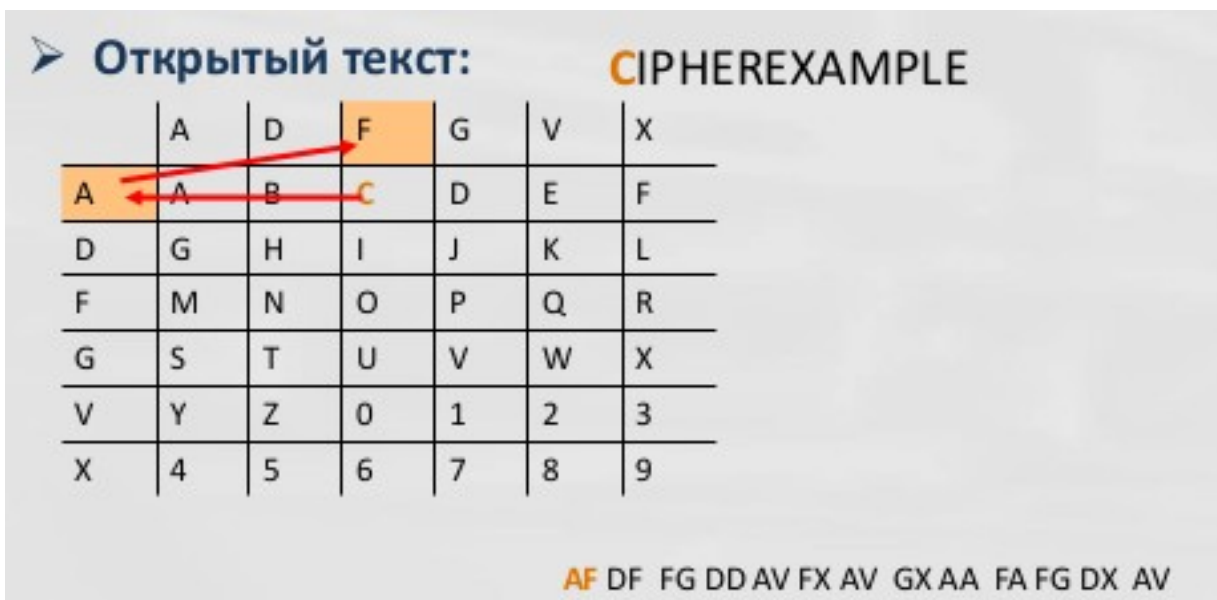 ➤ Открытый текст: CIPHEREXAMPLE
A D F G V X
A A B C D E F
D G H I J K L
F M N O P Q R
G S T U V W X
V Y Z 0 1 2 3
X 4 5 6 7 8 9
AF DF FG DD AV FX AV GX AA FA FG DX AV